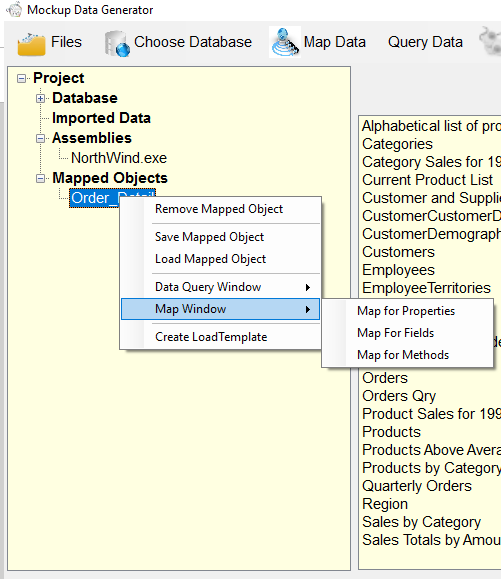 Mockup Data Generator
Files Choose Database Map Data Query Data
Project
Database
Imported Data
Assemblies
NorthWind.exe
Mapped Objects
Order_Detail
Remove Mapped Object
Save Mapped Object
Load Mapped Object
Data Query Window
Map Window
Create LoadTemplate
Map for Properties
Map For Fields
Map for Methods
Alphabetical list of pro
Categories
Category Sales for 199
Current Product List
Customer and Supplie
CustomerCustomerD
CustomerDemograph
Customers
Employees
EmployeeTerritories
Orders
Orders Qry
Product Sales for 199
Products
Products Above Avera
Products by Category
Quarterly Orders
Region
Sales by Category
Sales Totals by Amou